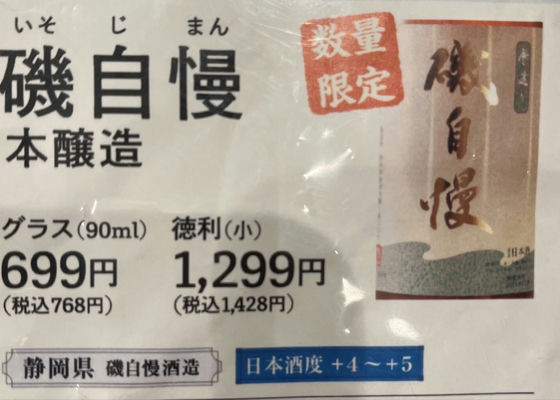 いそ じ まん
磯自慢
本醸造
数量
限定
磯自慢
グラス(90ml)
699円
(税込768円)
徳利(小)
1,299円
(税込1,428円)
静岡県 磯自慢酒造
日本酒度 +4〜+5